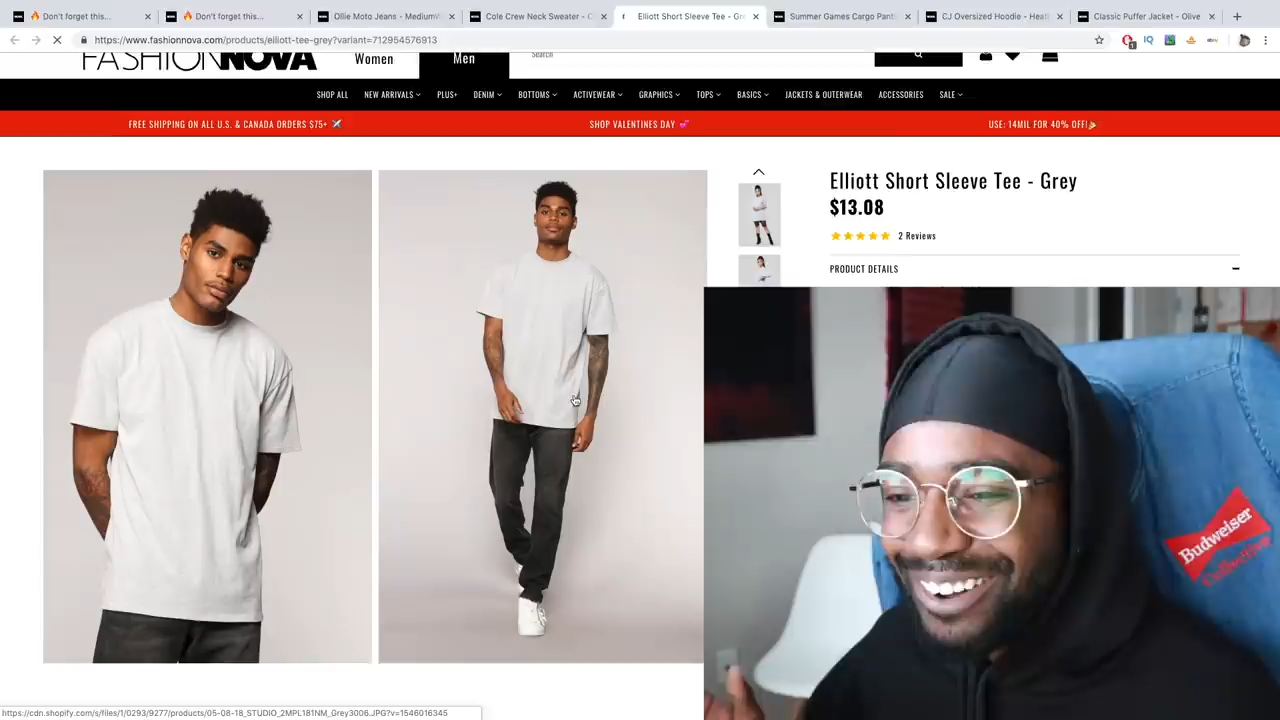 Don't forget this...
Don't forget this...
Ollie Moto Jeans - MediumW
Cole Crew Neck Sweater - C
Elliott Short Sleeve Tee - Gre
Summer Games Cargo Pants
CJ Oversized Hoodie - Heath
Classic Puffer Jacket - Olive
https://www.fashionnova.com/products/elliott-tee-grey?variant=712954576913
FASHIONNOVA
Women
Men
Search
SHOP ALL
NEW ARRIVALS
PLUS+
DENIM
BOTTOMS
ACTIVEWEAR
GRAPHICS
TOPS
BASICS
JACKETS & OUTERWEAR
ACCESSORIES
SALE
FREE SHIPPING ON ALL U.S. & CANADA ORDERS $75+ ✈️
SHOP VALENTINES DAY 💕
USE: 14MIL FOR 40% OFF!🎉
Elliott Short Sleeve Tee - Grey
$13.08
2 Reviews
PRODUCT DETAILS
Budweiser
https://cdn.shopify.com/s/files/1/0293/9277/products/05-08-18_STUDIO_2MPL181NM_Grey3006.JPG?v=1546016345